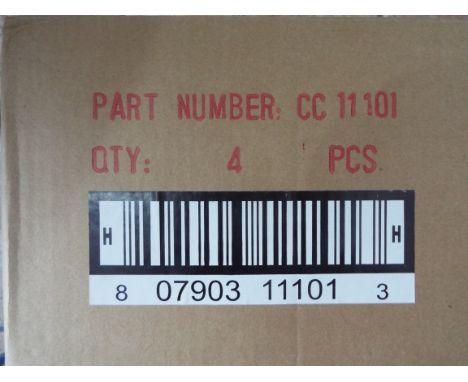 PART NUMBER: CC 11101
QTY: 4 PCS.
H H
8 07903 11101 3